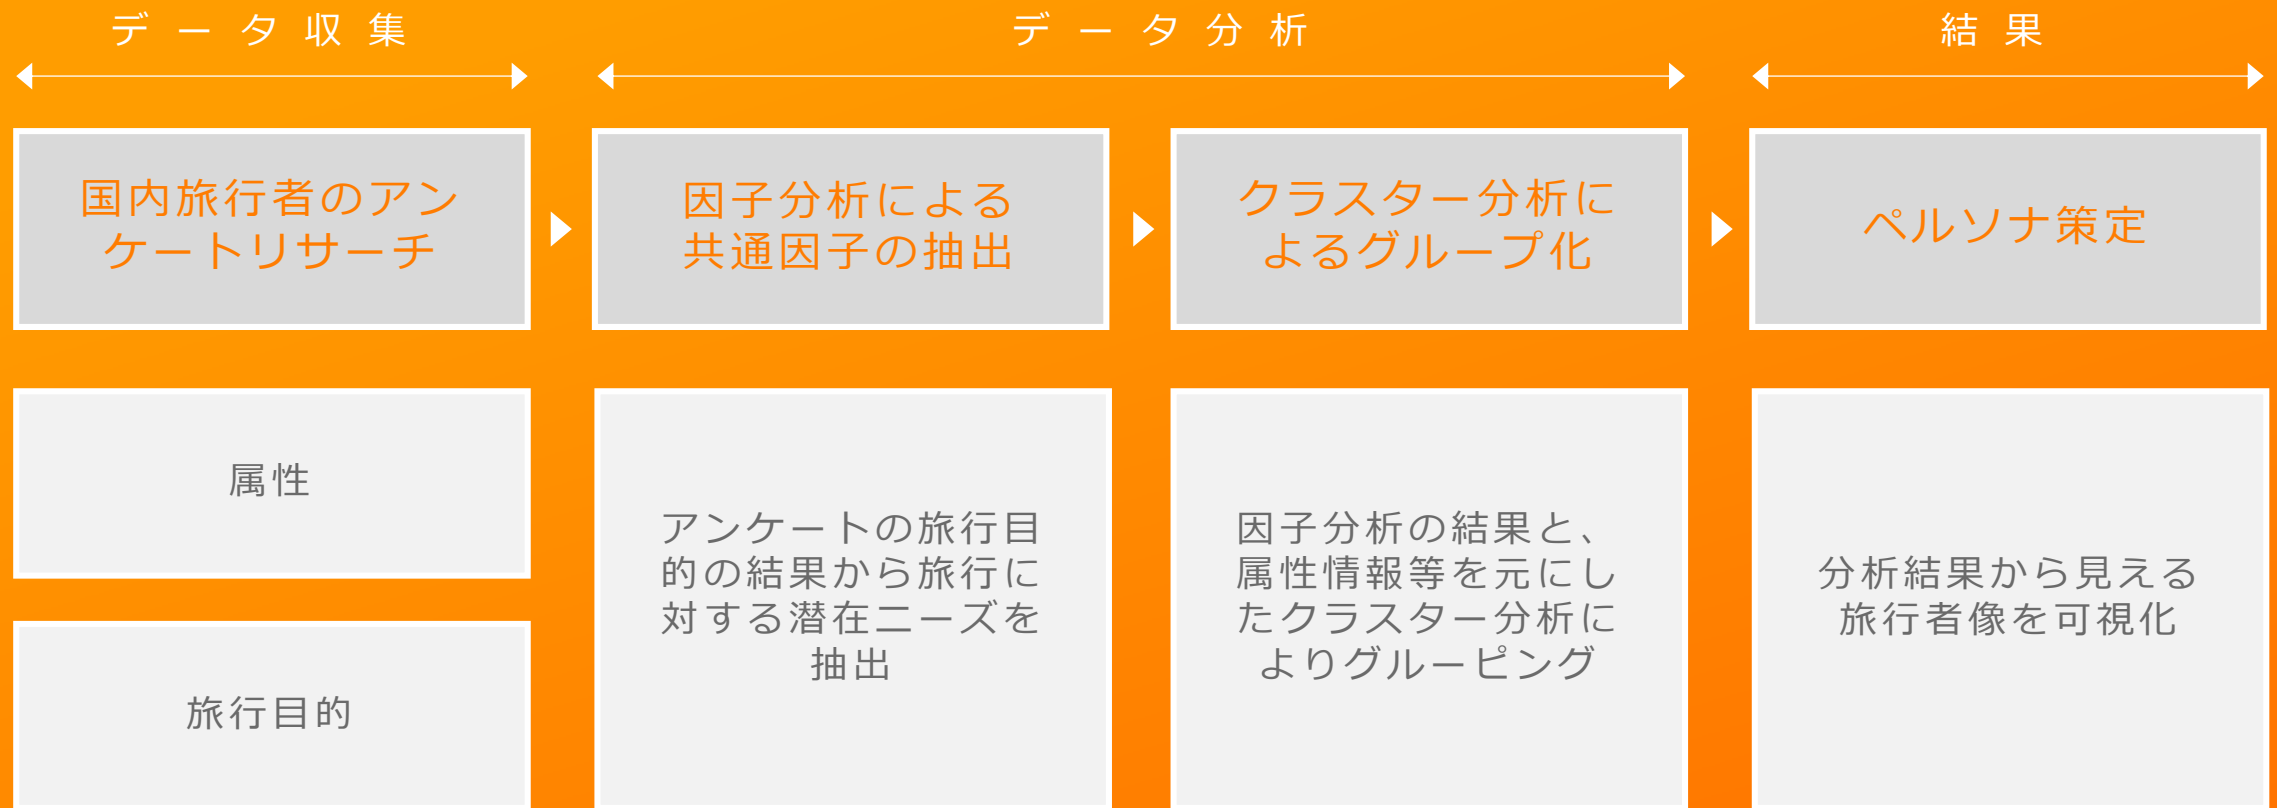 データ収集
データ分析
結果
国内旅行者のアン
ケートリサーチ
因子分析による
共通因子の抽出
クラスター分析に
よるグループ化
ペルソナ策定
属性
旅行目的
アンケートの旅行目
的の結果から旅行に
対する潜在ニーズを
抽出
因子分析の結果と、
属性情報等を元にし
たクラスター分析に
よりグルーピング
分析結果から見える
旅行者像を可視化